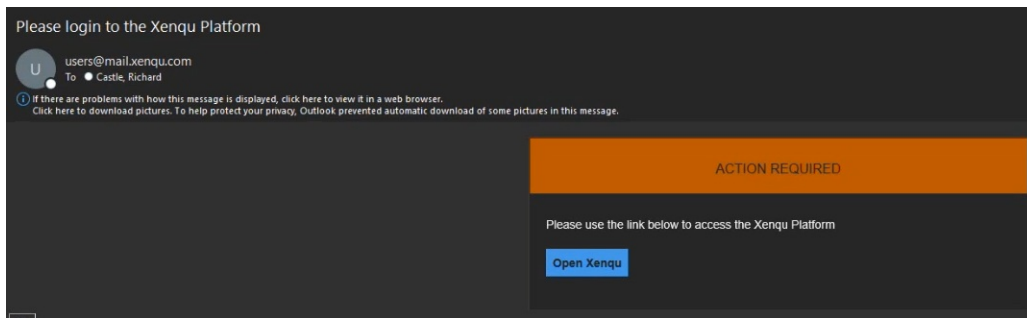 Please login to the Xenqu Platform
U
users@mail.xenqu.com
To Castle, Richard
If there are problems with how this message is displayed, click here to view it in a web browser.
Click here to download pictures. To help protect your privacy, Outlook prevented automatic download of some pictures in this message.
ACTION REQUIRED
Please use the link below to access the Xenqu Platform
Open Xenqu